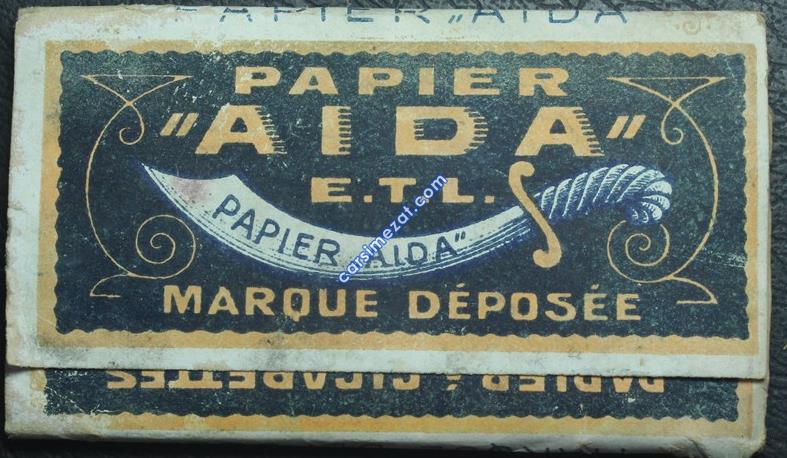 PAPIER "AIDA"
PAPIER
"AIDA"
E.T.L.
PAPIER "AIDA"
carsimezat.com
MARQUE DÉPOSÉE
PAPIER à CIGARETTES